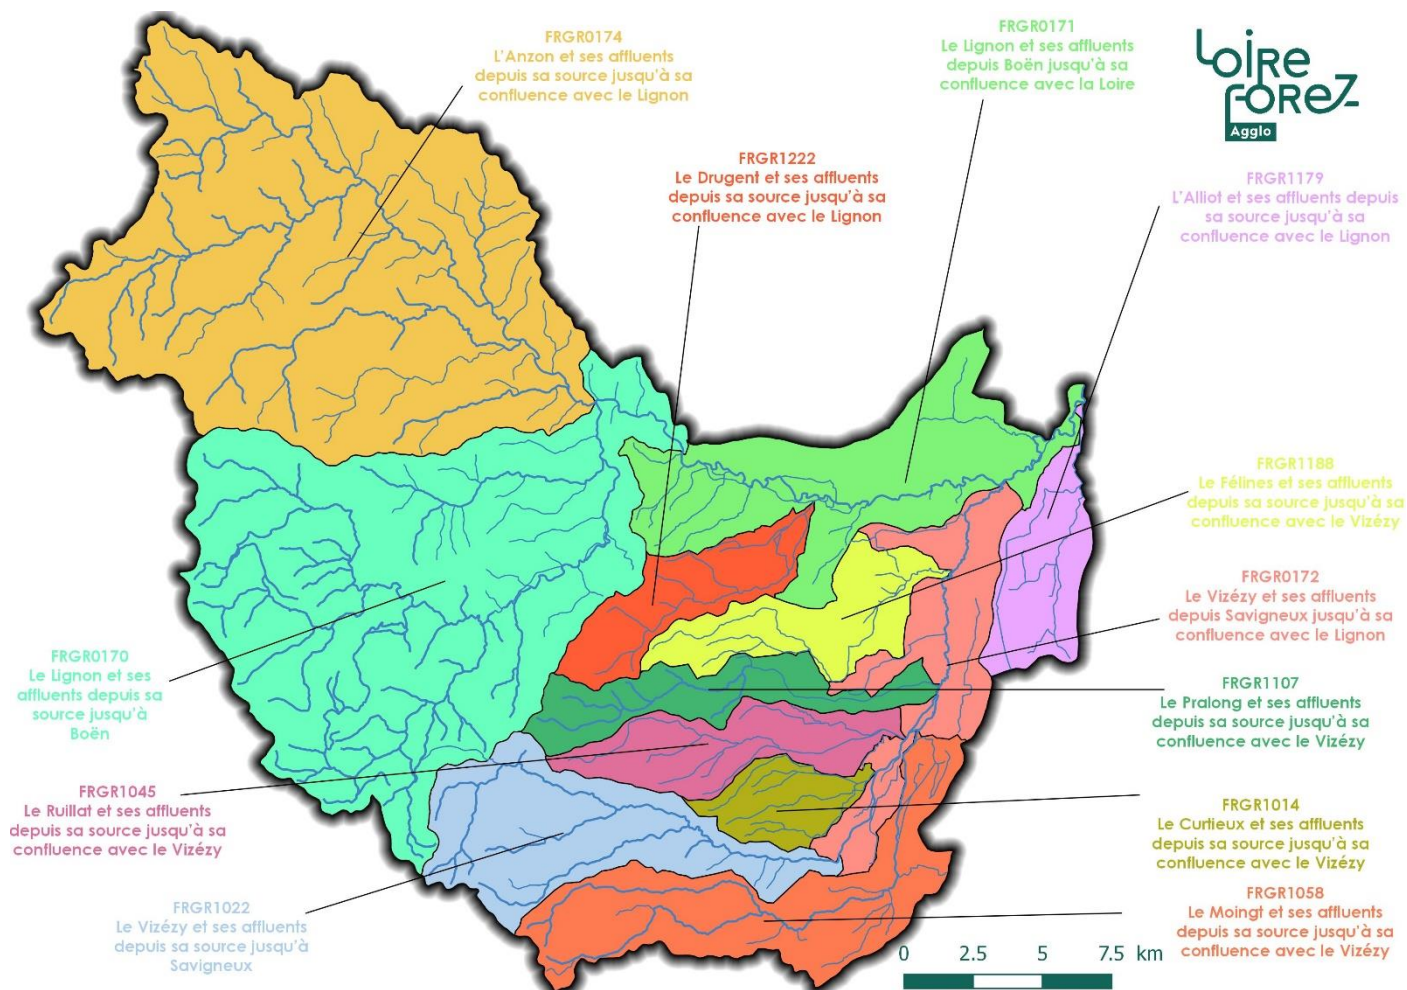 FRGR0174
L'Anzon et ses affluents
depuis sa source jusqu'à sa
confluence avec le Lignon
FRGR0171
Le Lignon et ses affluents
depuis Boën jusqu'à sa
confluence avec la Loire
LOIRE
FOREZ
Agglo
FRGR1222
Le Drugent et ses affluents
depuis sa source jusqu'à sa
confluence avec le Lignon
FRGR1179
L'Alliot et ses affluents depuis
sa source jusqu'à sa
confluence avec le Lignon
FRGR1188
Le Félines et ses affluents
depuis sa source jusqu'à sa
confluence avec le Vizézy
FRGR0172
Le Vizézy et ses affluents
depuis Savigneux jusqu'à sa
confluence avec le Lignon
FRGR0170
Le Lignon et ses
affluents depuis sa
source jusqu'à
Boën
FRGR1107
Le Pralong et ses affluents
depuis sa source jusqu'à sa
confluence avec le Vizézy
FRGR1045
Le Ruillat et ses affluents
depuis sa source jusqu'à sa
confluence avec le Vizézy
FRGR1014
Le Curtieux et ses affluents
depuis sa source jusqu'à sa
confluence avec le Vizézy
FRGR1022
Le Vizézy et ses affluents
depuis sa source jusqu'à
Savigneux
FRGR1058
Le Moingt et ses affluents
depuis sa source jusqu'à sa
confluence avec le Vizézy
0 2.5 5 7.5 km